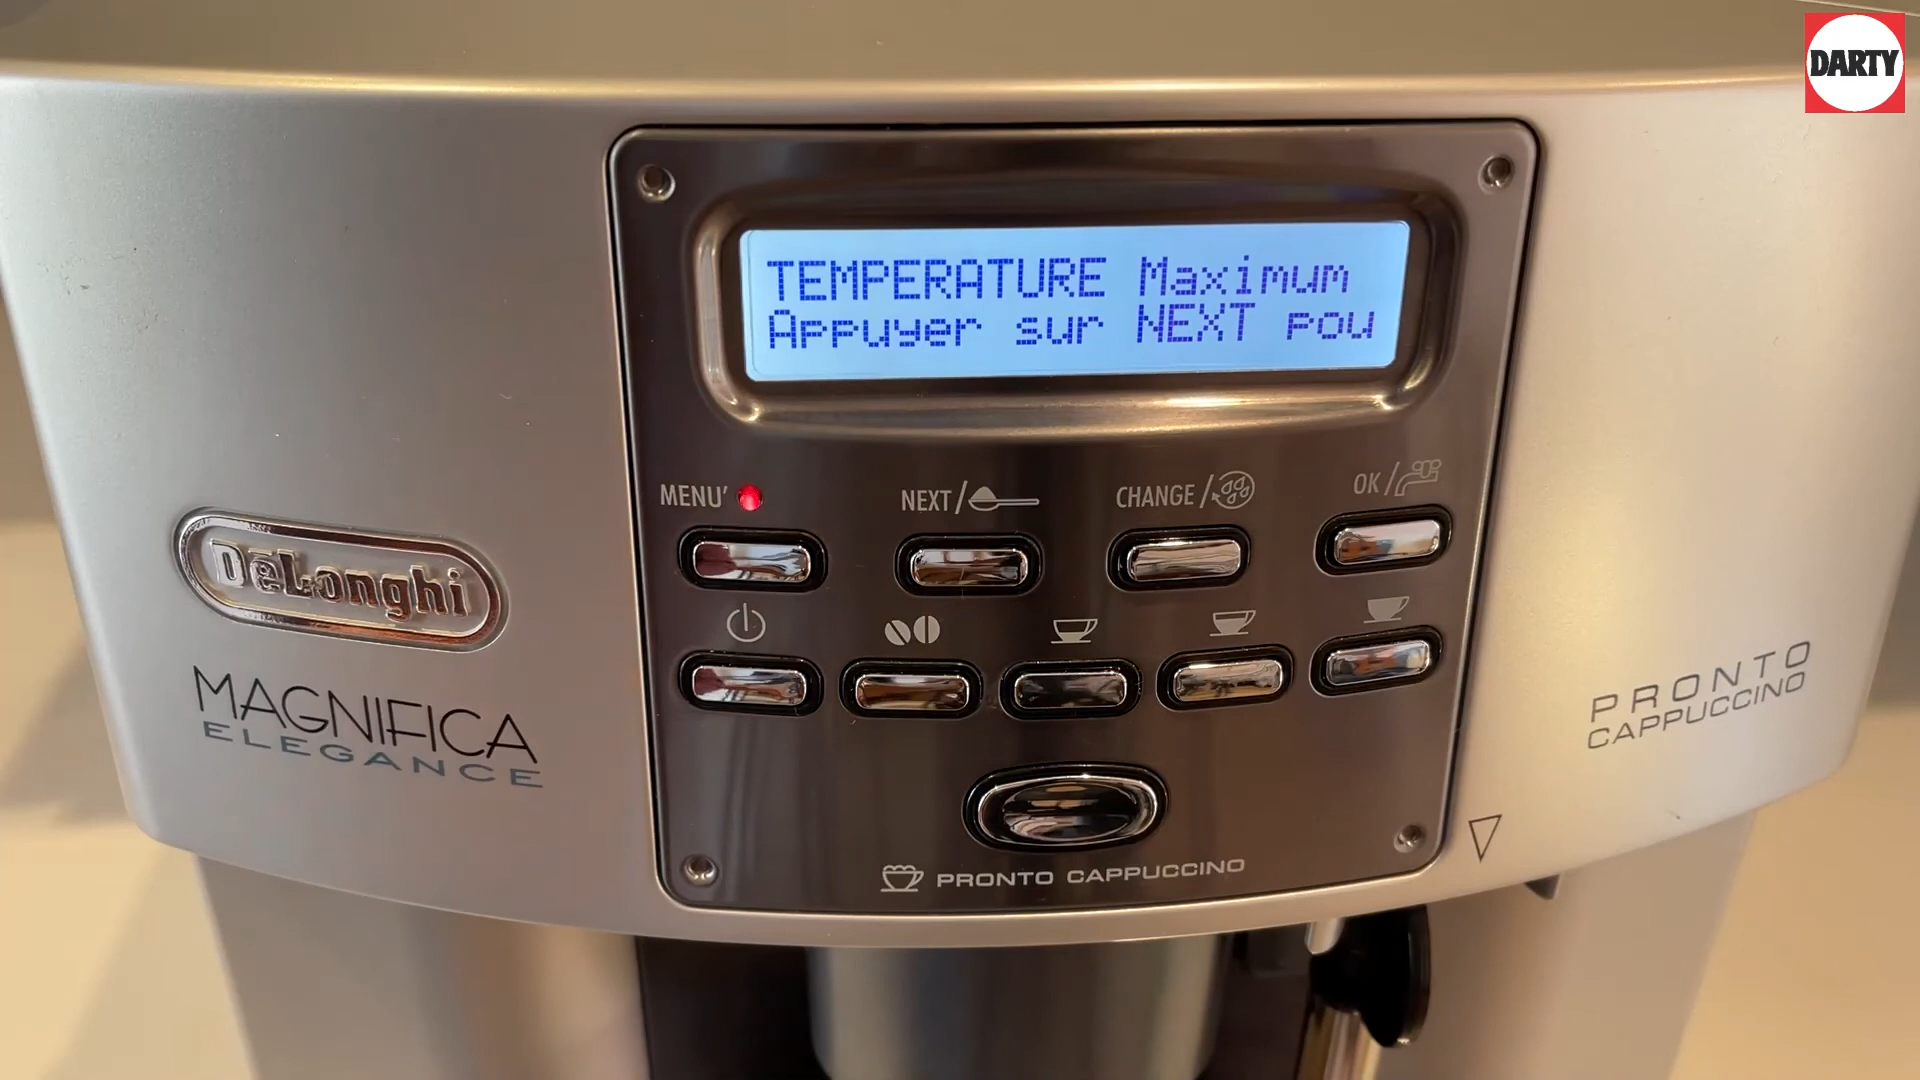 DARTY
TEMPERATURE Maximum
Appuyer sur NEXT pou
MENU'
NEXT/
CHANGE/
OK/
DeLonghi
MAGNIFICA
ELEGANCE
PRONTO
CAPPUCCINO
PRONTO CAPPUCCINO